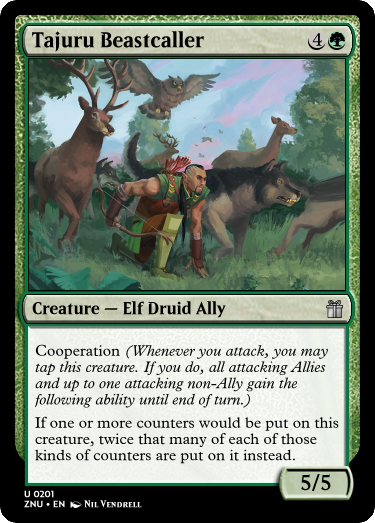 Tajuru Beastcaller 4
Creature — Elf Druid Ally
Cooperation (Whenever you attack, you may
tap this creature. If you do, all attacking Allies
and up to one attacking non-Ally gain the
following ability until end of turn.)
If one or more counters would be put on this
creature, twice that many of each of those
kinds of counters are put on it instead.
5/5
U 0201
ZNU • EN Nil Vendrell